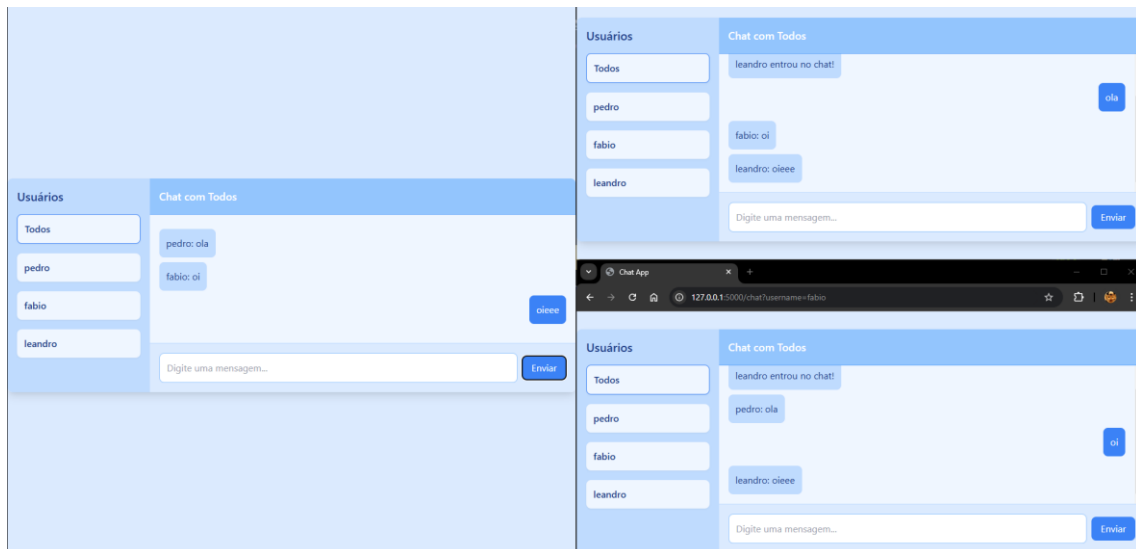 Usuários
Chat com Todos
Todos
pedro
fabio
leandro
pedro: ola
fabio: oi
oieee
Digite uma mensagem...
Enviar
Usuários
Chat com Todos
Todos
pedro
fabio
leandro
leandro entrou no chat!
ola
fabio: oi
leandro: oieee
Digite uma mensagem...
Enviar
Chat App
127.0.0.1:5000/chat?username=fabio
Usuários
Chat com Todos
Todos
pedro
fabio
leandro
leandro entrou no chat!
pedro: ola
oi
leandro: oieee
Digite uma mensagem...
Enviar